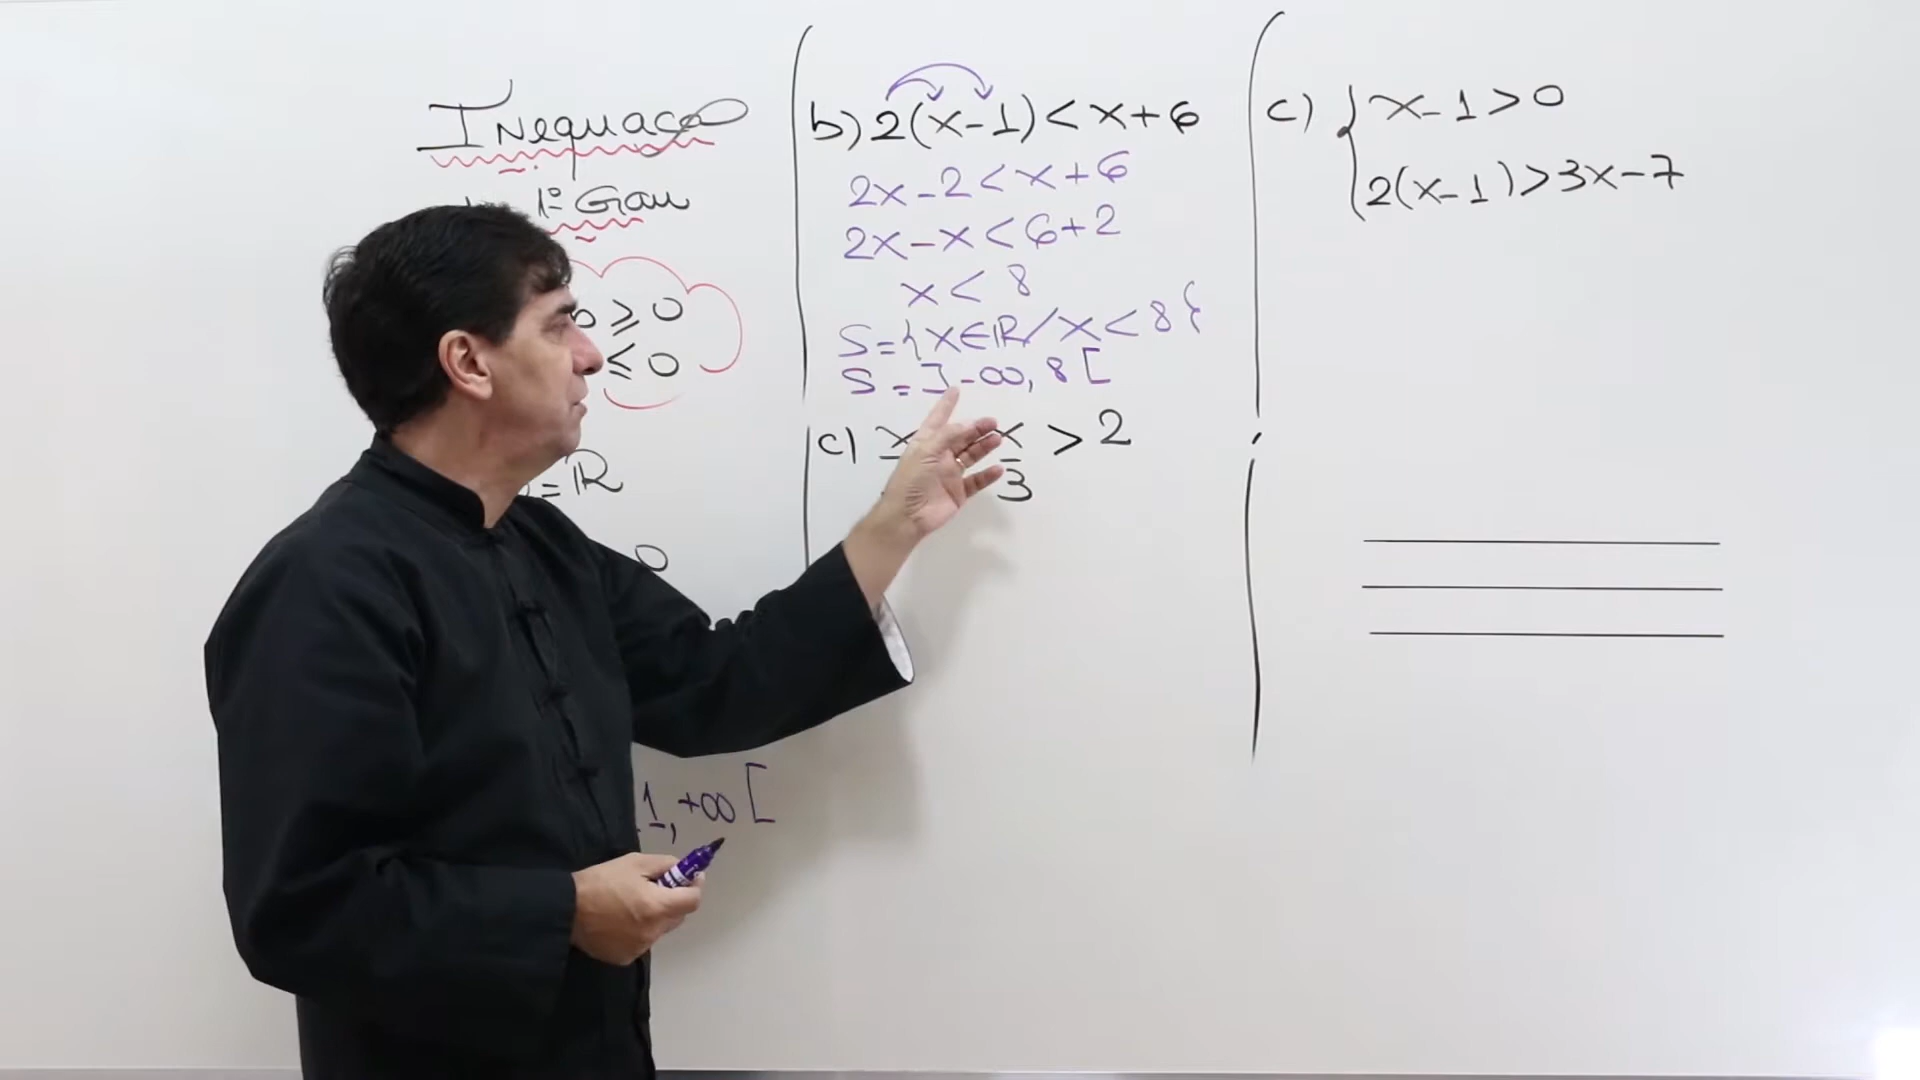 Inequação
1º Grau
≥ 0
≤ 0
= ℝ
0
1, +∞ [
b) 2(x-1) < x+6
2x-2 < x+6
2x-x < 6+2
x < 8
S = { x ∈ ℝ / x < 8 }
S = ]-∞, 8 [
c) x x > 2
3
c) { x-1 > 0
2(x-1) > 3x-7